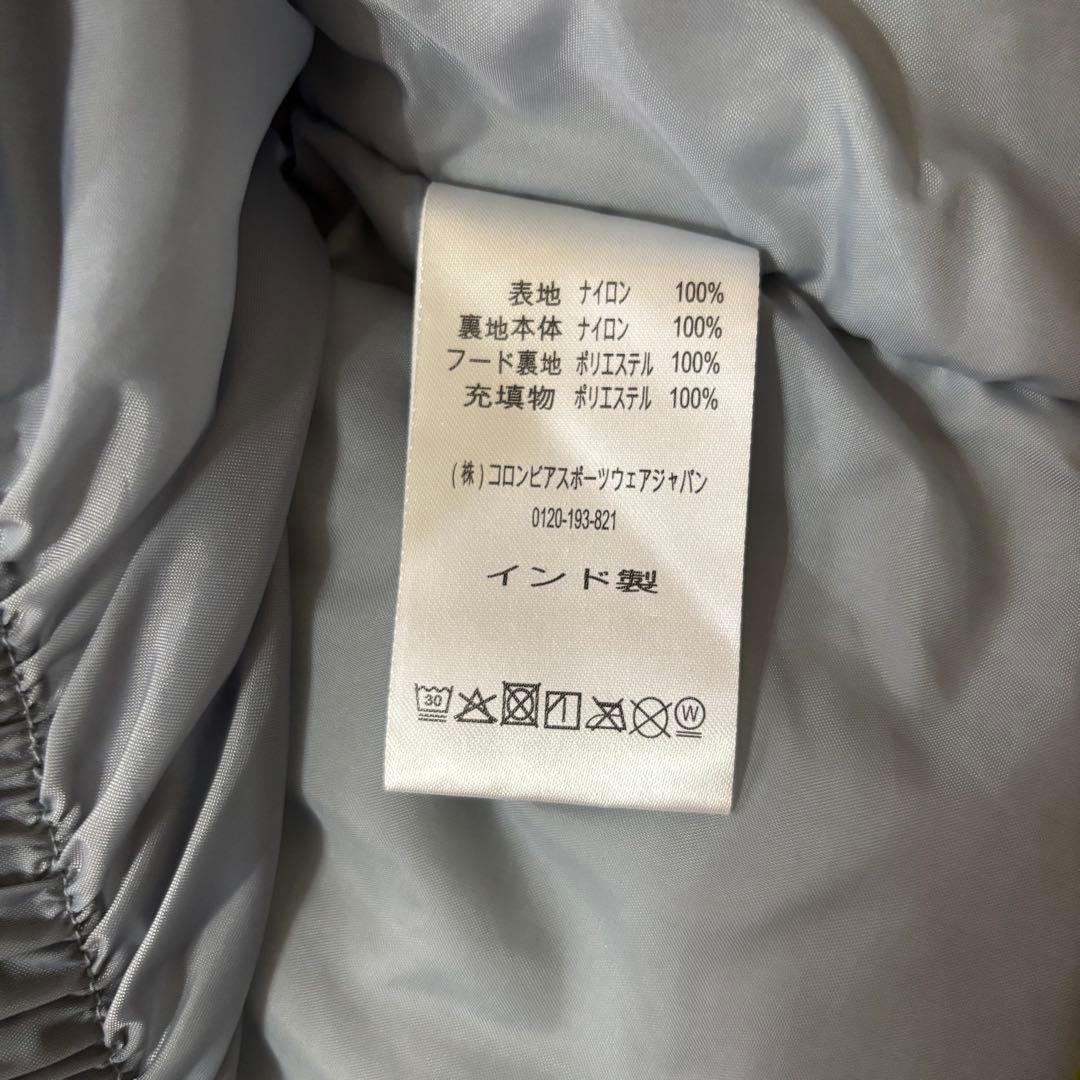 表地 ナイロン 100%
裏地本体 ナイロン 100%
フード裏地 ポリエステル 100%
充填物 ポリエステル 100%
(株)コロンビアスポーツウェアジャパン
0120-193-821
インド製
30
W